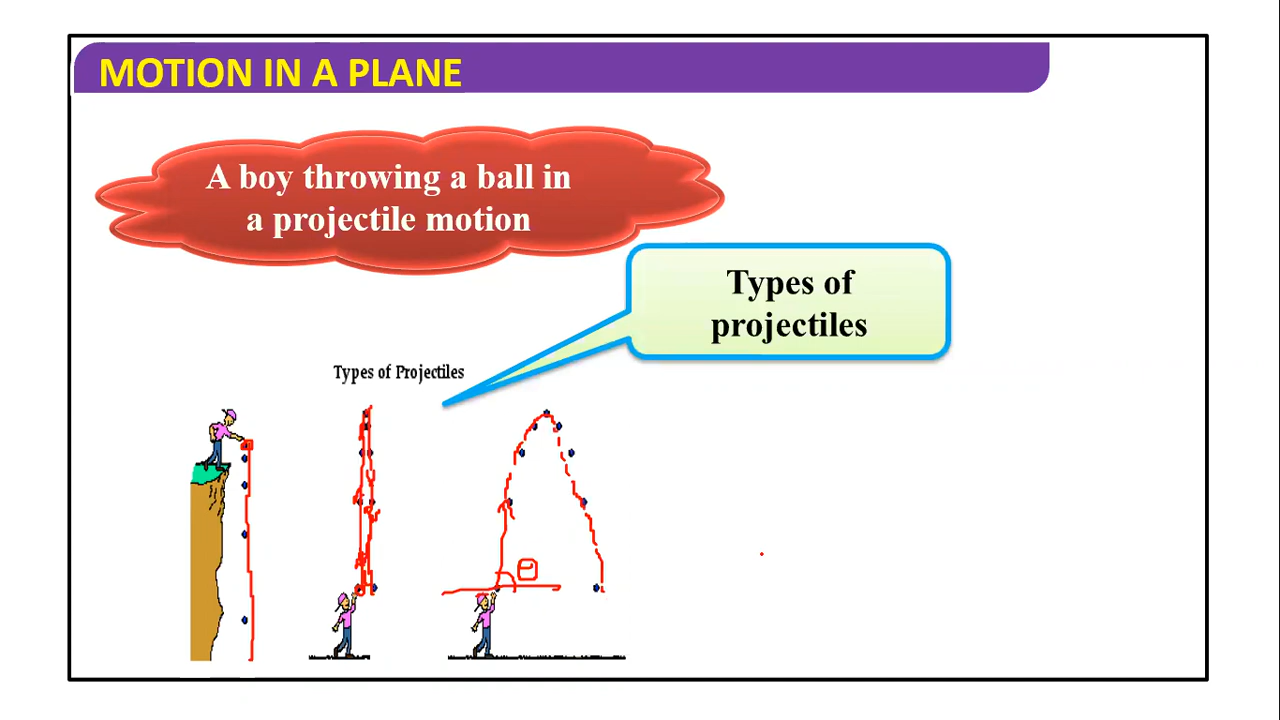 MOTION IN A PLANE
A boy throwing a ball in
a projectile motion
Types of
projectiles
Types of Projectiles
θ